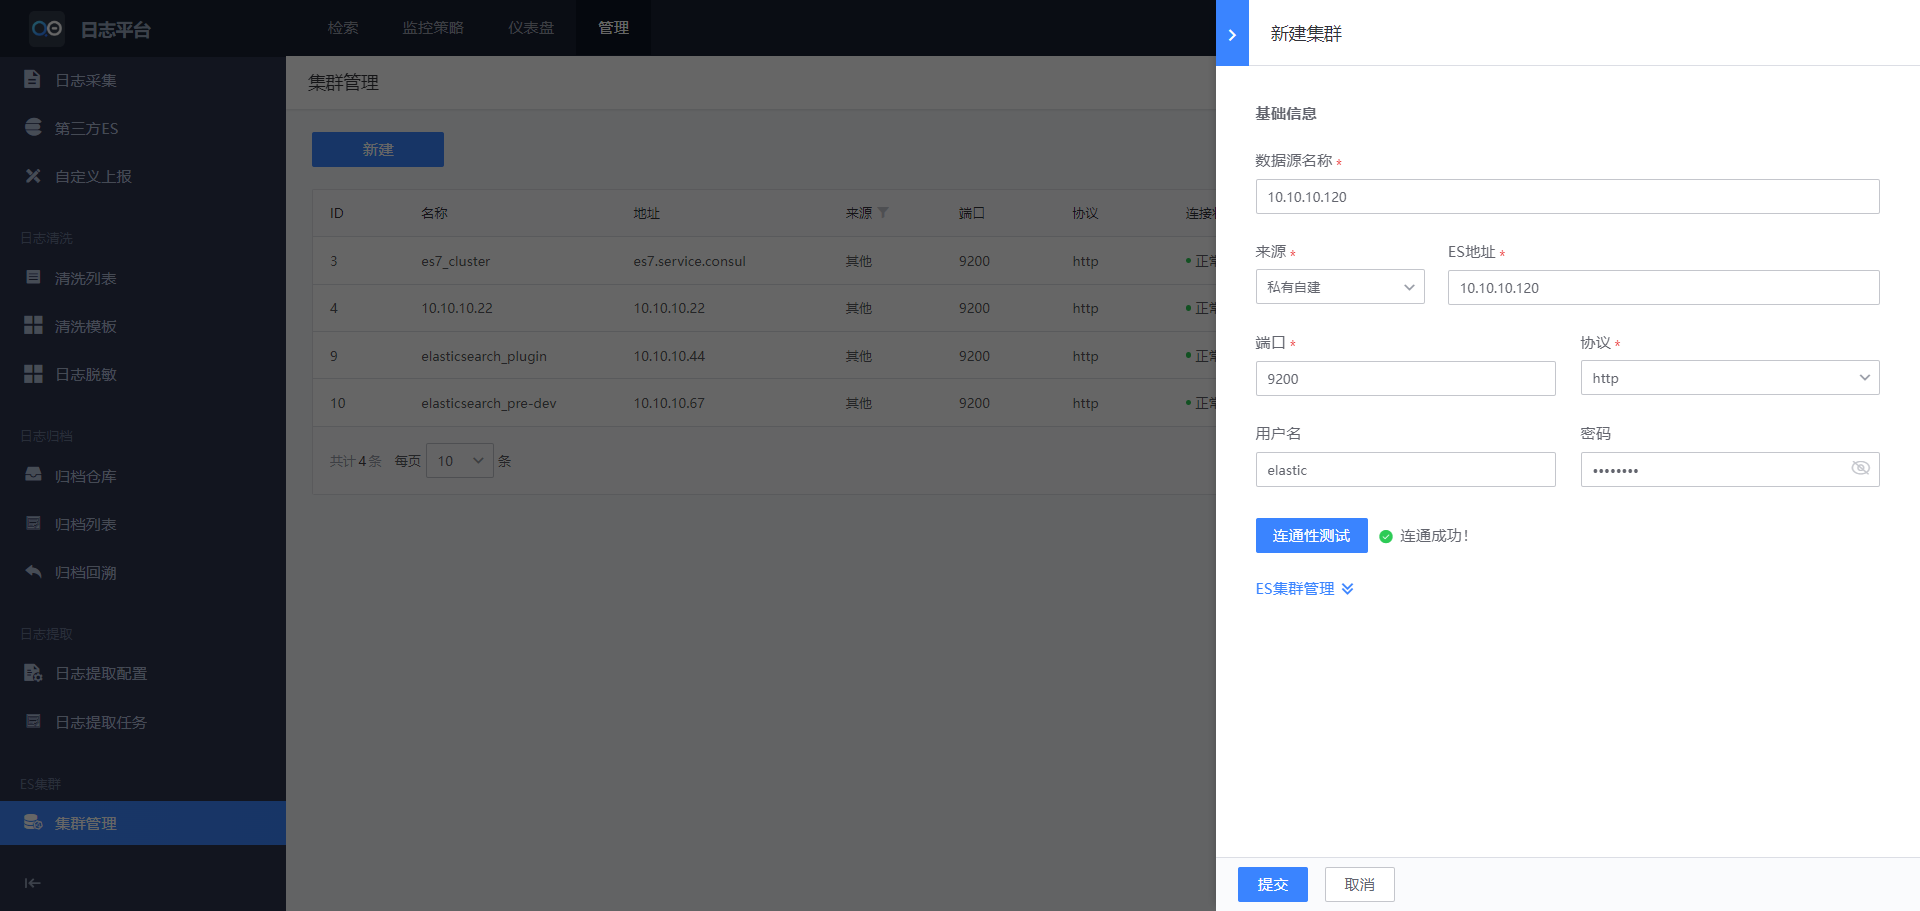 日志平台
检索 监控策略 仪表盘 管理
日志采集
第三方ES
自定义上报
日志清洗
清洗列表
清洗模板
日志脱敏
日志归档
归档仓库
归档列表
归档回溯
日志提取
日志提取配置
日志提取任务
ES集群
集群管理
集群管理
新建
ID 名称 地址 来源 端口 协议 连接
3 es7_cluster es7.service.consul 其他 9200 http 正常
4 10.10.10.22 10.10.10.22 其他 9200 http 正常
9 elasticsearch_plugin 10.10.10.44 其他 9200 http 正常
10 elasticsearch_pre-dev 10.10.10.67 其他 9200 http 正常
共计4条 每页 10 条
新建集群
基础信息
数据源名称 *
10.10.10.120
来源 * ES地址 *
私有自建 10.10.10.120
端口 * 协议 *
9200 http
用户名 密码
elastic ••••••••
连通性测试 连通成功!
ES集群管理
提交 取消